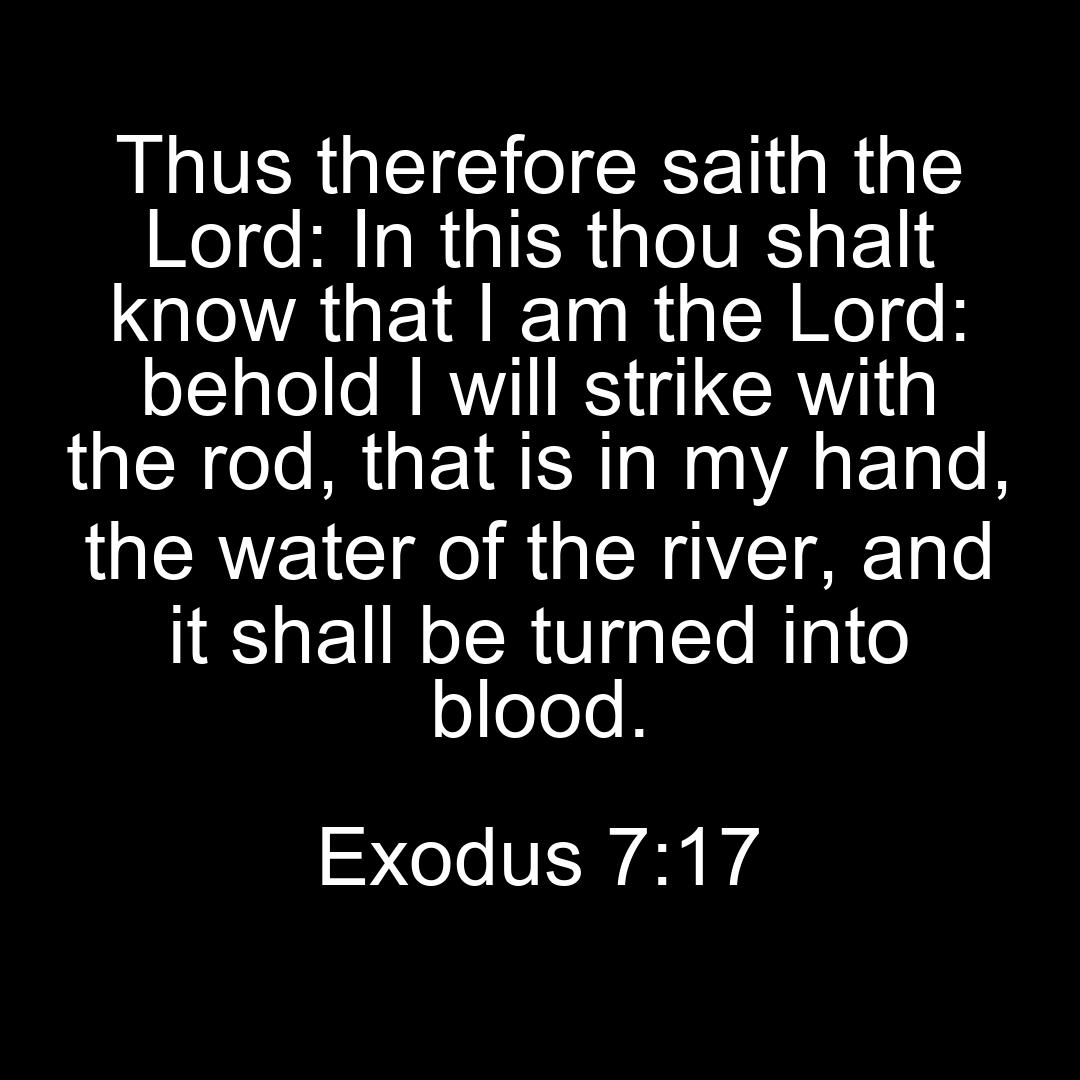 Thus therefore saith the
Lord: In this thou shalt
know that I am the Lord:
behold I will strike with
the rod, that is in my hand,
the water of the river, and
it shall be turned into
blood.
Exodus 7:17